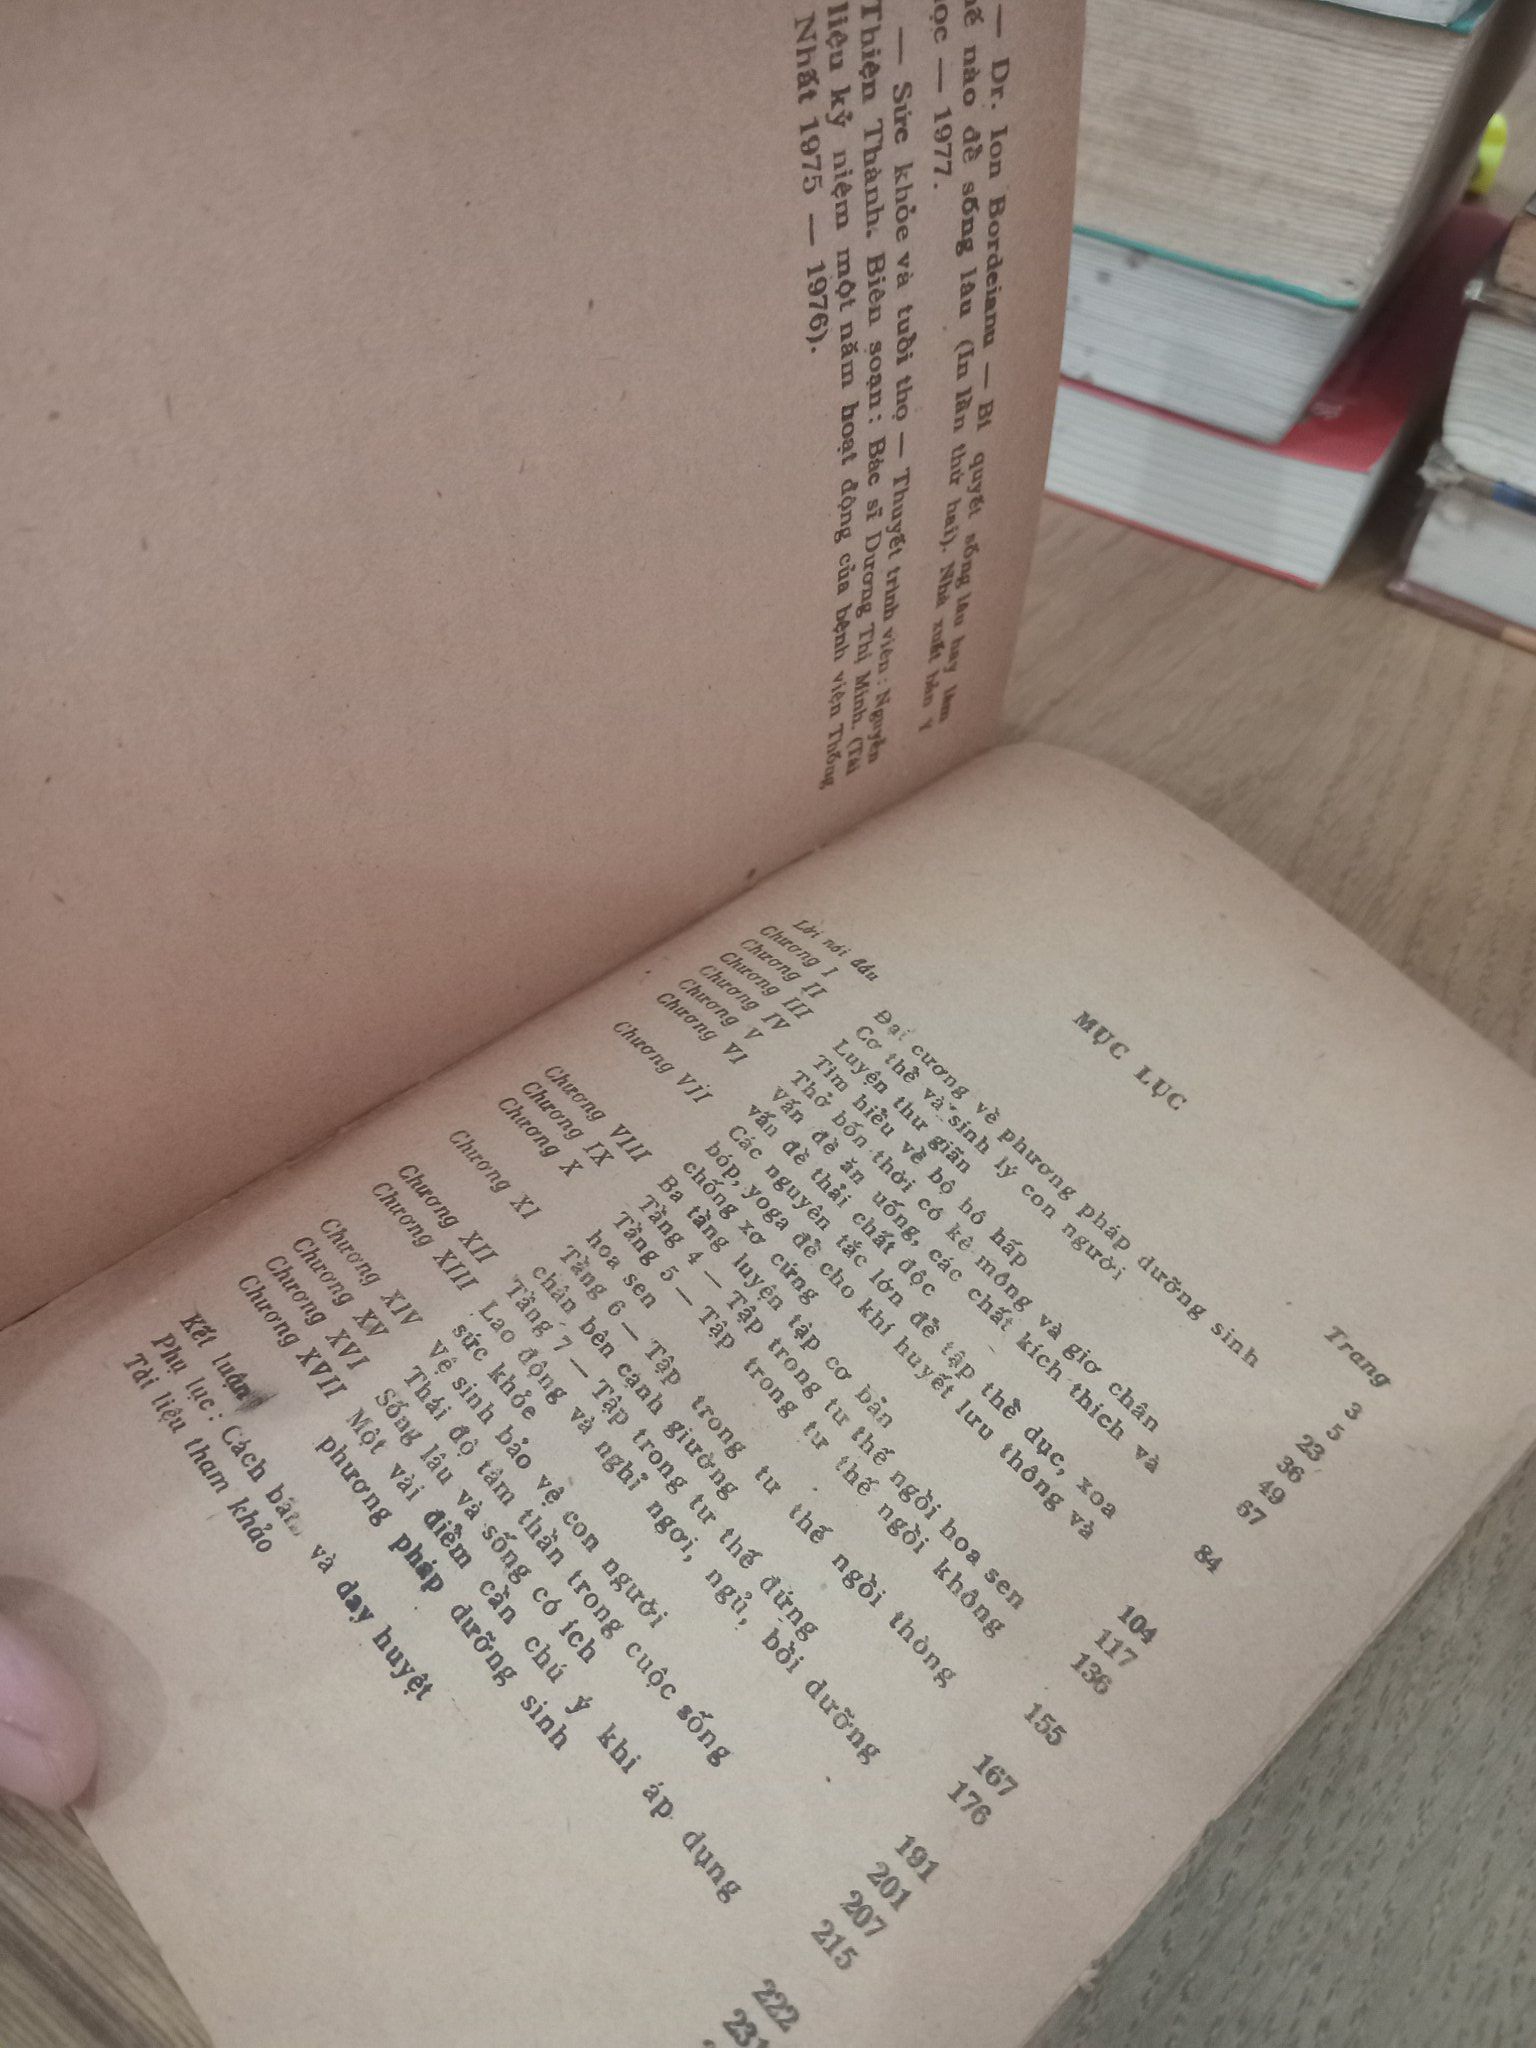 — Dr. Ion Bordeianu — Bí quyết sống lâu hay làm
hế nào để sống lâu (In lần thứ hai). Nhà xuất bản Y
ọc — 1977.
— Sức khỏe và tuổi thọ — Thuyết trình viên : Nguyễn
Thiện Thành. Biên soạn : Bác sĩ Dương Thị Minh. (Tài
liệu kỷ niệm một năm hoạt động của bệnh viện Thống
Nhất 1975 — 1976).
MỤC LỤC
Trang
Lời nói đầu 3
Chương I Đại cương về phương pháp dưỡng sinh 5
Chương II Cơ thể và sinh lý con người 23
Chương III Luyện thư giãn 36
Chương IV Tìm hiểu về bộ hô hấp 49
Chương V Thở bốn thời có kê mông và giơ chân 67
Chương VI Vấn đề ăn uống, các chất kích thích và
vấn đề thải chất độc 84
Chương VII Các nguyên tắc lớn để tập thể dục, xoa
bóp, yoga để cho khí huyết lưu thông và
chống xơ cứng 104
Chương VIII Ba tầng luyện tập cơ bản 117
Chương IX Tầng 4 — Tập trong tư thế ngồi hoa sen 136
Chương X Tầng 5 — Tập trong tư thế ngồi không
hoa sen 155
Chương XI Tầng 6 — Tập trong tư thế ngồi thòng
chân bên cạnh giường 167
Chương XII Tầng 7 — Tập trong tư thế đứng 176
Chương XIII Lao động và nghỉ ngơi, ngủ, bồi dưỡng
sức khỏe 191
Chương XIV Vệ sinh bảo vệ con người 201
Chương XV Thái độ tâm thần trong cuộc sống 207
Chương XVI Sống lâu và sống có ích 215
Chương XVII Một vài điểm cần chú ý khi áp dụng
phương pháp dưỡng sinh 222
Kết luận 231
Phụ lục : Cách và day huyệt
Tài liệu tham khảo